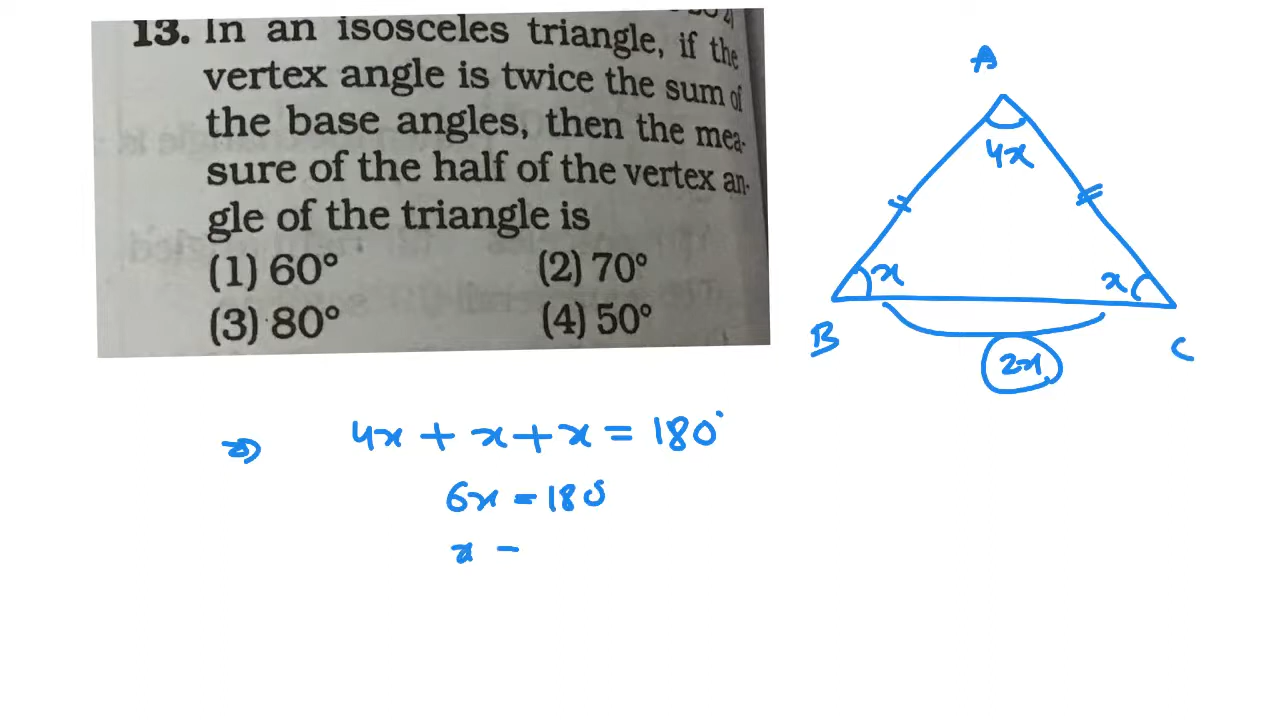 13. In an isosceles triangle, if the
vertex angle is twice the sum of
the base angles, then the mea-
sure of the half of the vertex an-
gle of the triangle is
(1) 60° (2) 70°
(3) 80° (4) 50°
A
4x
x x
B C
2x
⇒ 4x + x + x = 180°
6x = 180
x =